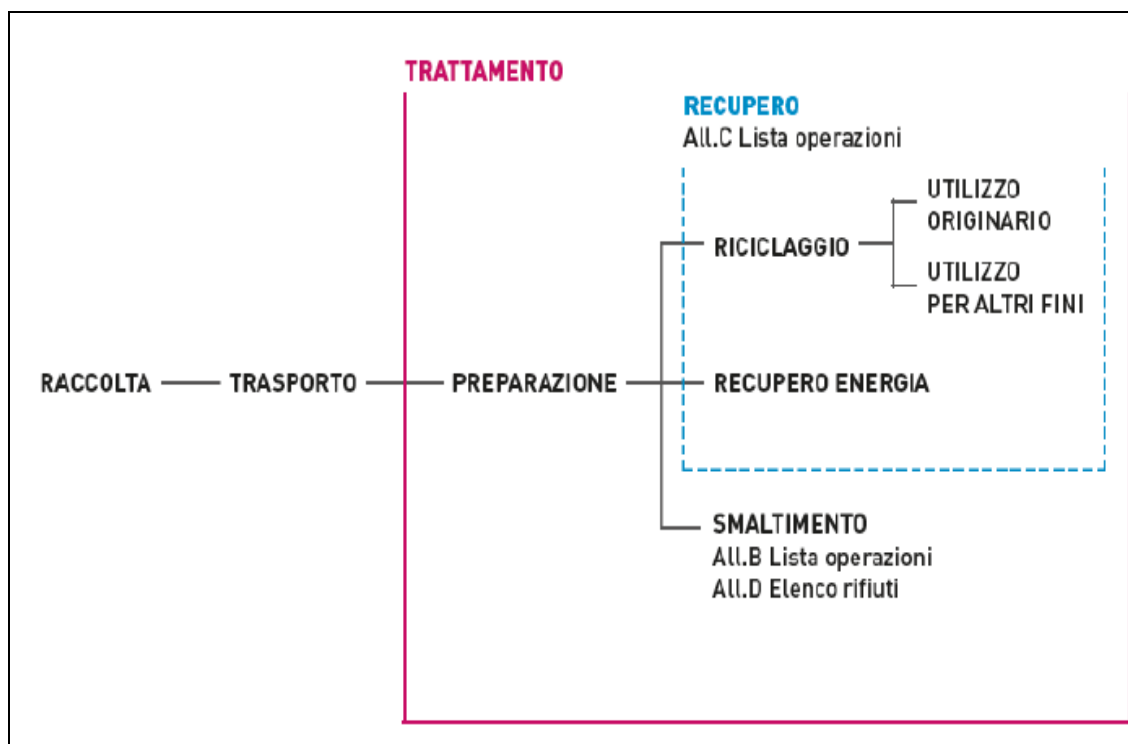 TRATTAMENTO
RECUPERO
All.C Lista operazioni
UTILIZZO
ORIGINARIO
RICICLAGGIO
UTILIZZO
PER ALTRI FINI
RACCOLTA
TRASPORTO
PREPARAZIONE
RECUPERO ENERGIA
SMALTIMENTO
All.B Lista operazioni
All.D Elenco rifiuti